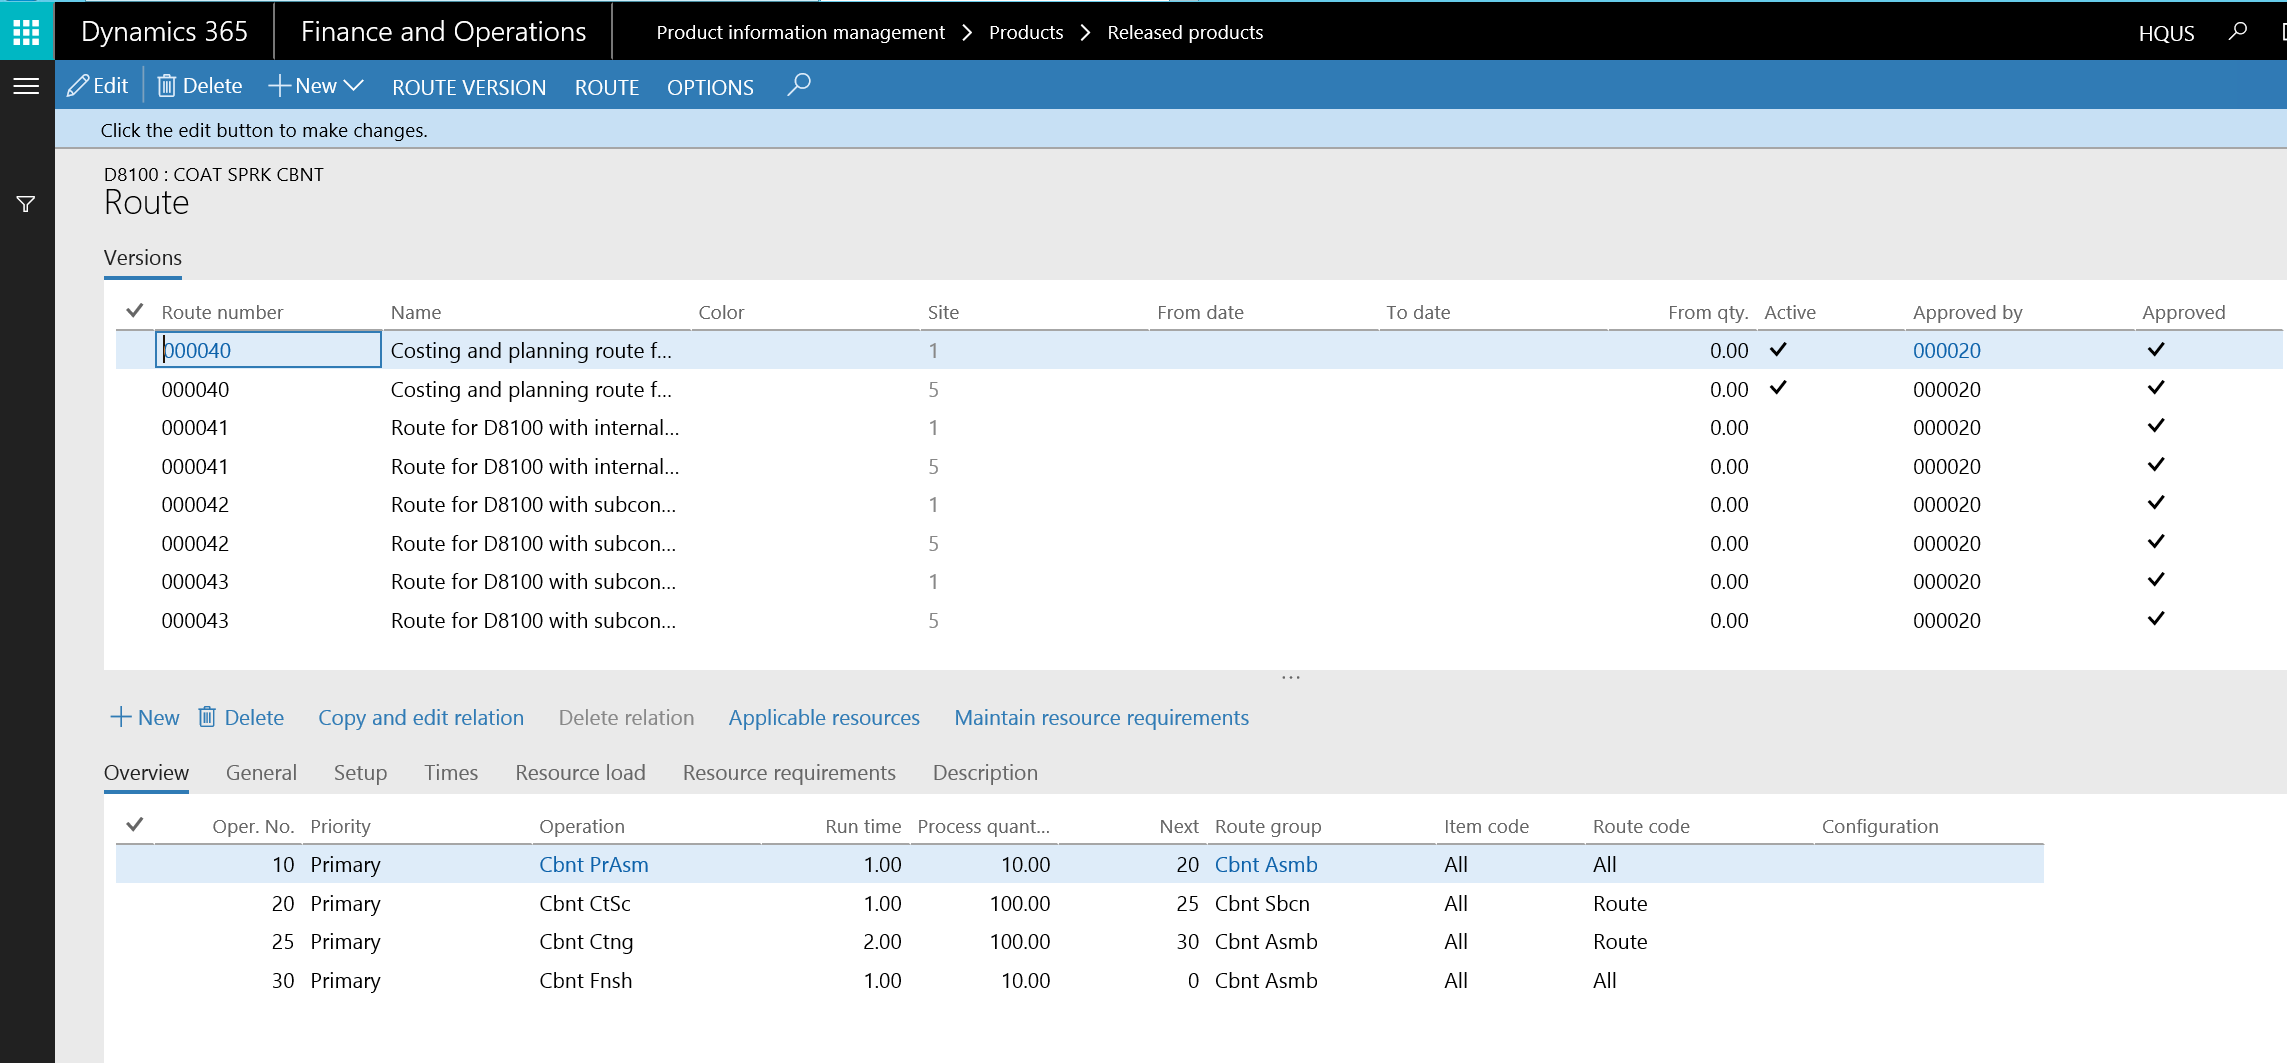 Dynamics 365 Finance and Operations Product information management Products Released products HQUS
Edit Delete New ROUTE VERSION ROUTE OPTIONS
Click the edit button to make changes.
D8100 : COAT SPRK CBNT
Route
Versions
Route number Name Color Site From date To date From qty. Active Approved by Approved
000040 Costing and planning route f... 1 0.00 000020
000040 Costing and planning route f... 5 0.00 000020
000041 Route for D8100 with internal... 1 0.00 000020
000041 Route for D8100 with internal... 5 0.00 000020
000042 Route for D8100 with subcon... 1 0.00 000020
000042 Route for D8100 with subcon... 5 0.00 000020
000043 Route for D8100 with subcon... 1 0.00 000020
000043 Route for D8100 with subcon... 5 0.00 000020
...
New Delete Copy and edit relation Delete relation Applicable resources Maintain resource requirements
Overview General Setup Times Resource load Resource requirements Description
Oper. No. Priority Operation Run time Process quant... Next Route group Item code Route code Configuration
10 Primary Cbnt PrAsm 1.00 10.00 20 Cbnt Asmb All All
20 Primary Cbnt CtSc 1.00 100.00 25 Cbnt Sbcn All Route
25 Primary Cbnt Ctng 2.00 100.00 30 Cbnt Asmb All Route
30 Primary Cbnt Fnsh 1.00 10.00 0 Cbnt Asmb All All